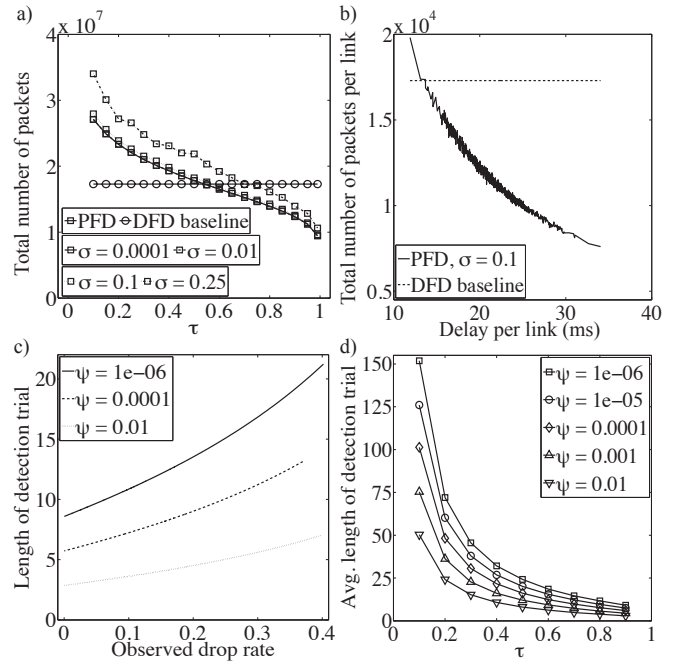 a)
x 10⁷
4
3
2
1
0
0
0.2
0.4
0.6
0.8
1
Total number of packets
τ
PFD
DFD baseline
σ = 0.0001
σ = 0.01
σ = 0.1
σ = 0.25
b)
x 10⁴
2
1.5
1
0.5
10
20
30
40
Total number of packets per link
Delay per link (ms)
PFD, σ = 0.1
DFD baseline
c)
20
15
10
5
0
0
0.1
0.2
0.3
0.4
Length of detection trial
Observed drop rate
ψ = 1e−06
ψ = 0.0001
ψ = 0.01
d)
150
125
100
75
50
25
0
0
0.2
0.4
0.6
0.8
1
Avg. length of detection trial
τ
ψ = 1e−06
ψ = 1e−05
ψ = 0.0001
ψ = 0.001
ψ = 0.01